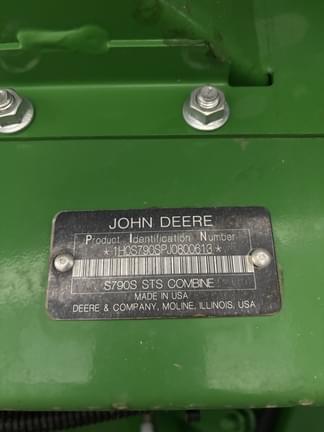 JOHN DEERE
Product Identification Number
*1H0S790SPJ0800613*
S790S STS COMBINE
MADE IN USA
DEERE & COMPANY, MOLINE, ILLINOIS, USA